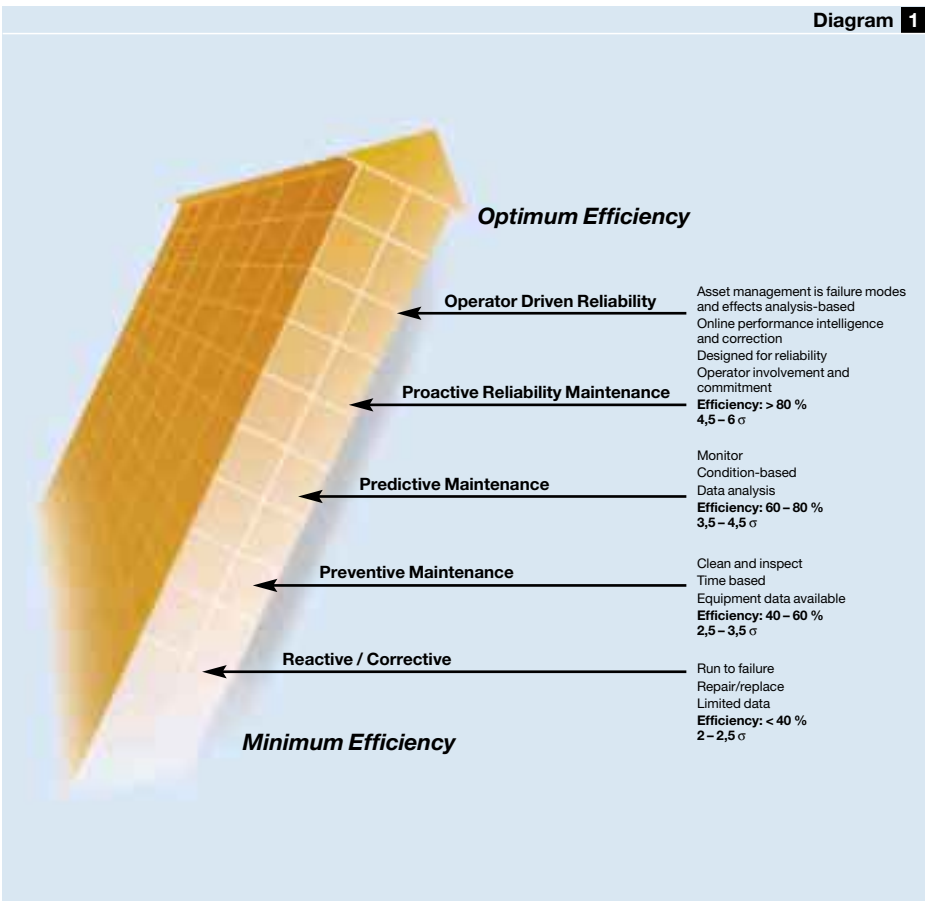 Diagram 1
Optimum Efficiency
Operator Driven Reliability
Asset management is failure modes
and effects analysis-based
Online performance intelligence
and correction
Designed for reliability
Operator involvement and
commitment
Efficiency: > 80 %
4,5 – 6 σ
Proactive Reliability Maintenance
Predictive Maintenance
Monitor
Condition-based
Data analysis
Efficiency: 60 – 80 %
3,5 – 4,5 σ
Preventive Maintenance
Clean and inspect
Time based
Equipment data available
Efficiency: 40 – 60 %
2,5 – 3,5 σ
Reactive / Corrective
Run to failure
Repair/replace
Limited data
Efficiency: < 40 %
2 – 2,5 σ
Minimum Efficiency